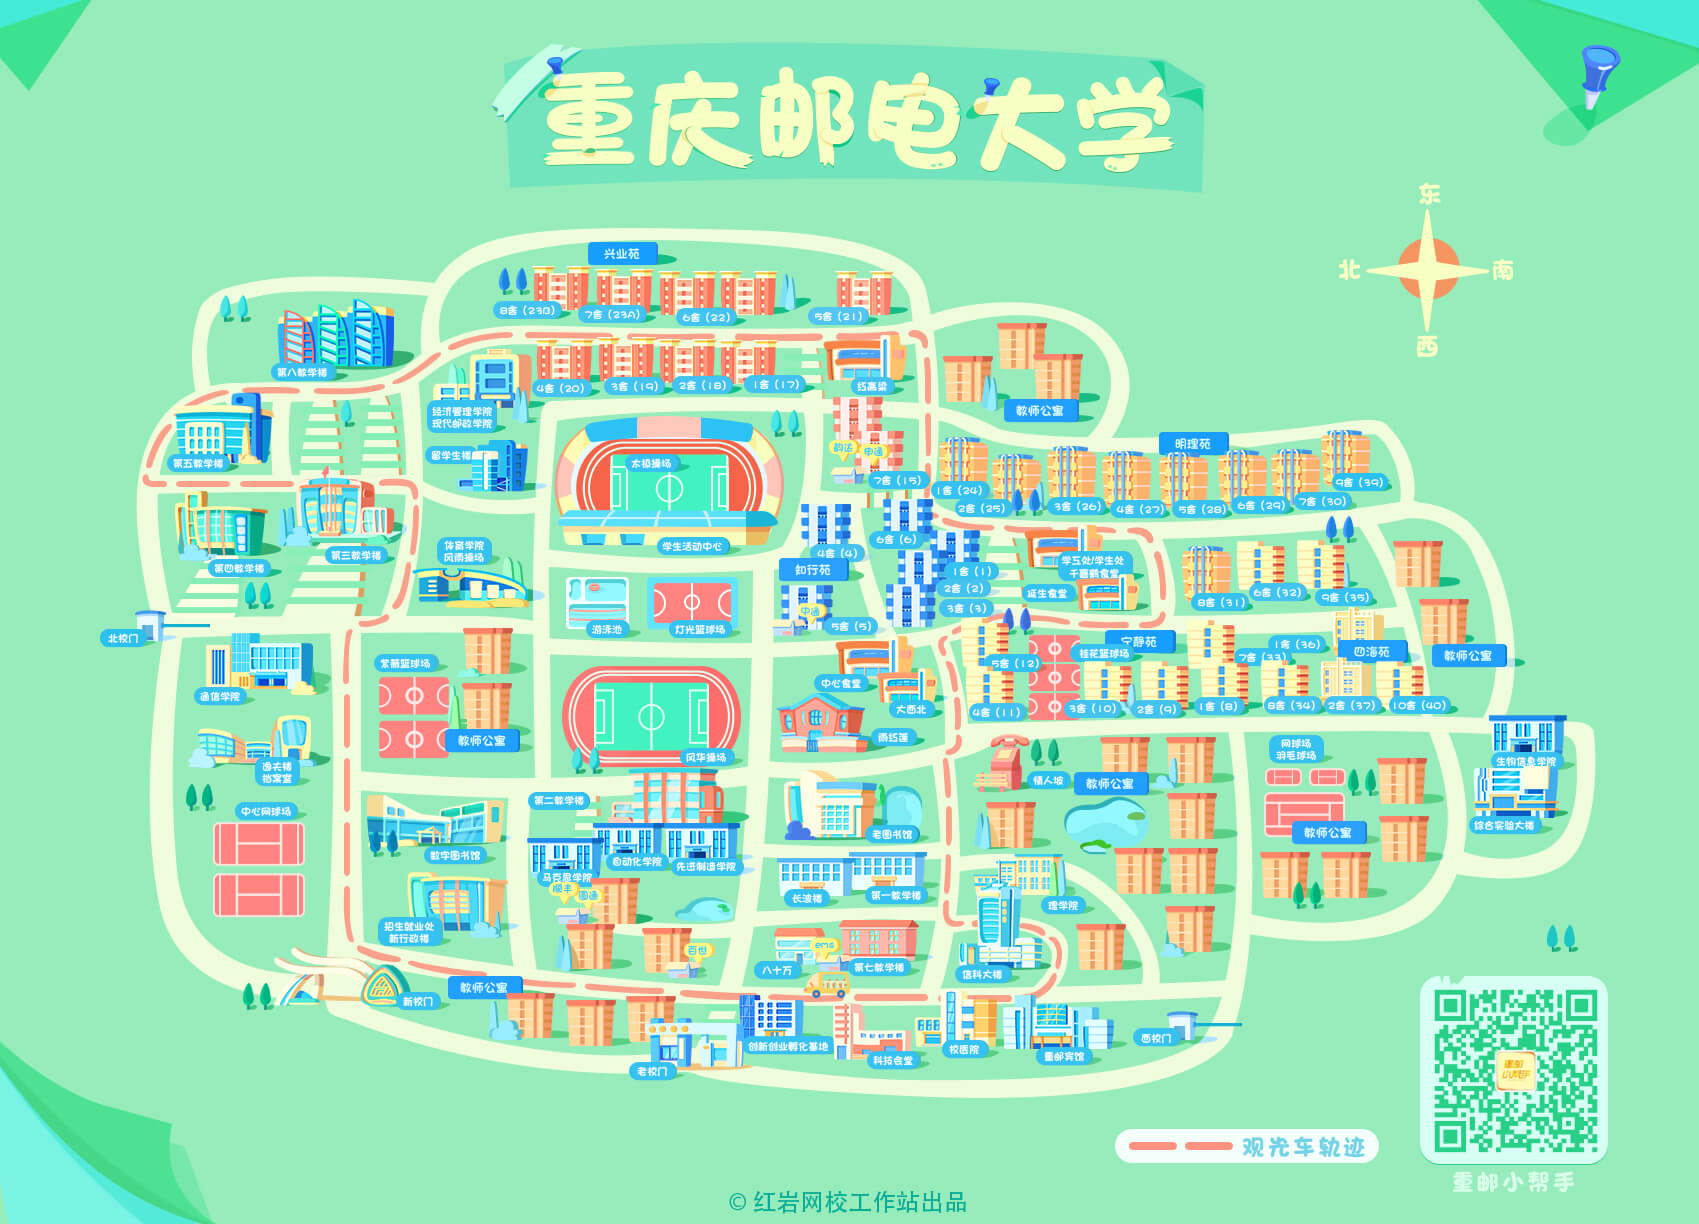 重庆邮电大学
东
北
南
西
兴业苑
8舍（23B）
7舍（23A）
6舍（22）
5舍（21）
第八教学楼
4舍（20）
3舍（19）
2舍（18）
1舍（17）
红高粱
经济管理学院
现代邮政学院
教师公寓
第五教学楼
留学生楼
太极操场
韵达
申通
7舍（15）
明理苑
1舍（24）
2舍（25）
3舍（26）
4舍（27）
5舍（28）
6舍（29）
7舍（30）
9舍（39）
第三教学楼
第四教学楼
体育学院
风雨操场
学生活动中心
4舍（4）
6舍（6）
知行苑
1舍（1）
2舍（2）
3舍（3）
学工处/学生处
千喜鹤食堂
延生食堂
8舍（31）
6舍（32）
9舍（35）
北校门
游泳池
灯光篮球场
中通
5舍（5）
宁静苑
桂花篮球场
5舍（12）
7舍（33）
1舍（36）
四海苑
教师公寓
紫薇篮球场
通信学院
中心食堂
大西北
4舍（11）
3舍（10）
2舍（9）
1舍（8）
8舍（34）
2舍（37）
10舍（40）
教师公寓
雨红莲
风华操场
逸夫楼
档案室
情人坡
教师公寓
网球场
羽毛球场
生物信息学院
中心网球场
第二教学楼
老图书馆
教师公寓
综合实验大楼
数学图书馆
自动化学院
先进制造学院
马克思学院
顺丰
圆通
长波楼
第一教学楼
理学院
招生就业处
新行政楼
百世
ems
八十万
第七教学楼
信科大楼
教师公寓
新校门
创新创业孵化基地
老校门
科技会堂
校医院
重邮宾馆
西校门
观光车轨迹
重邮
小帮手
重邮小帮手
© 红岩网校工作站出品